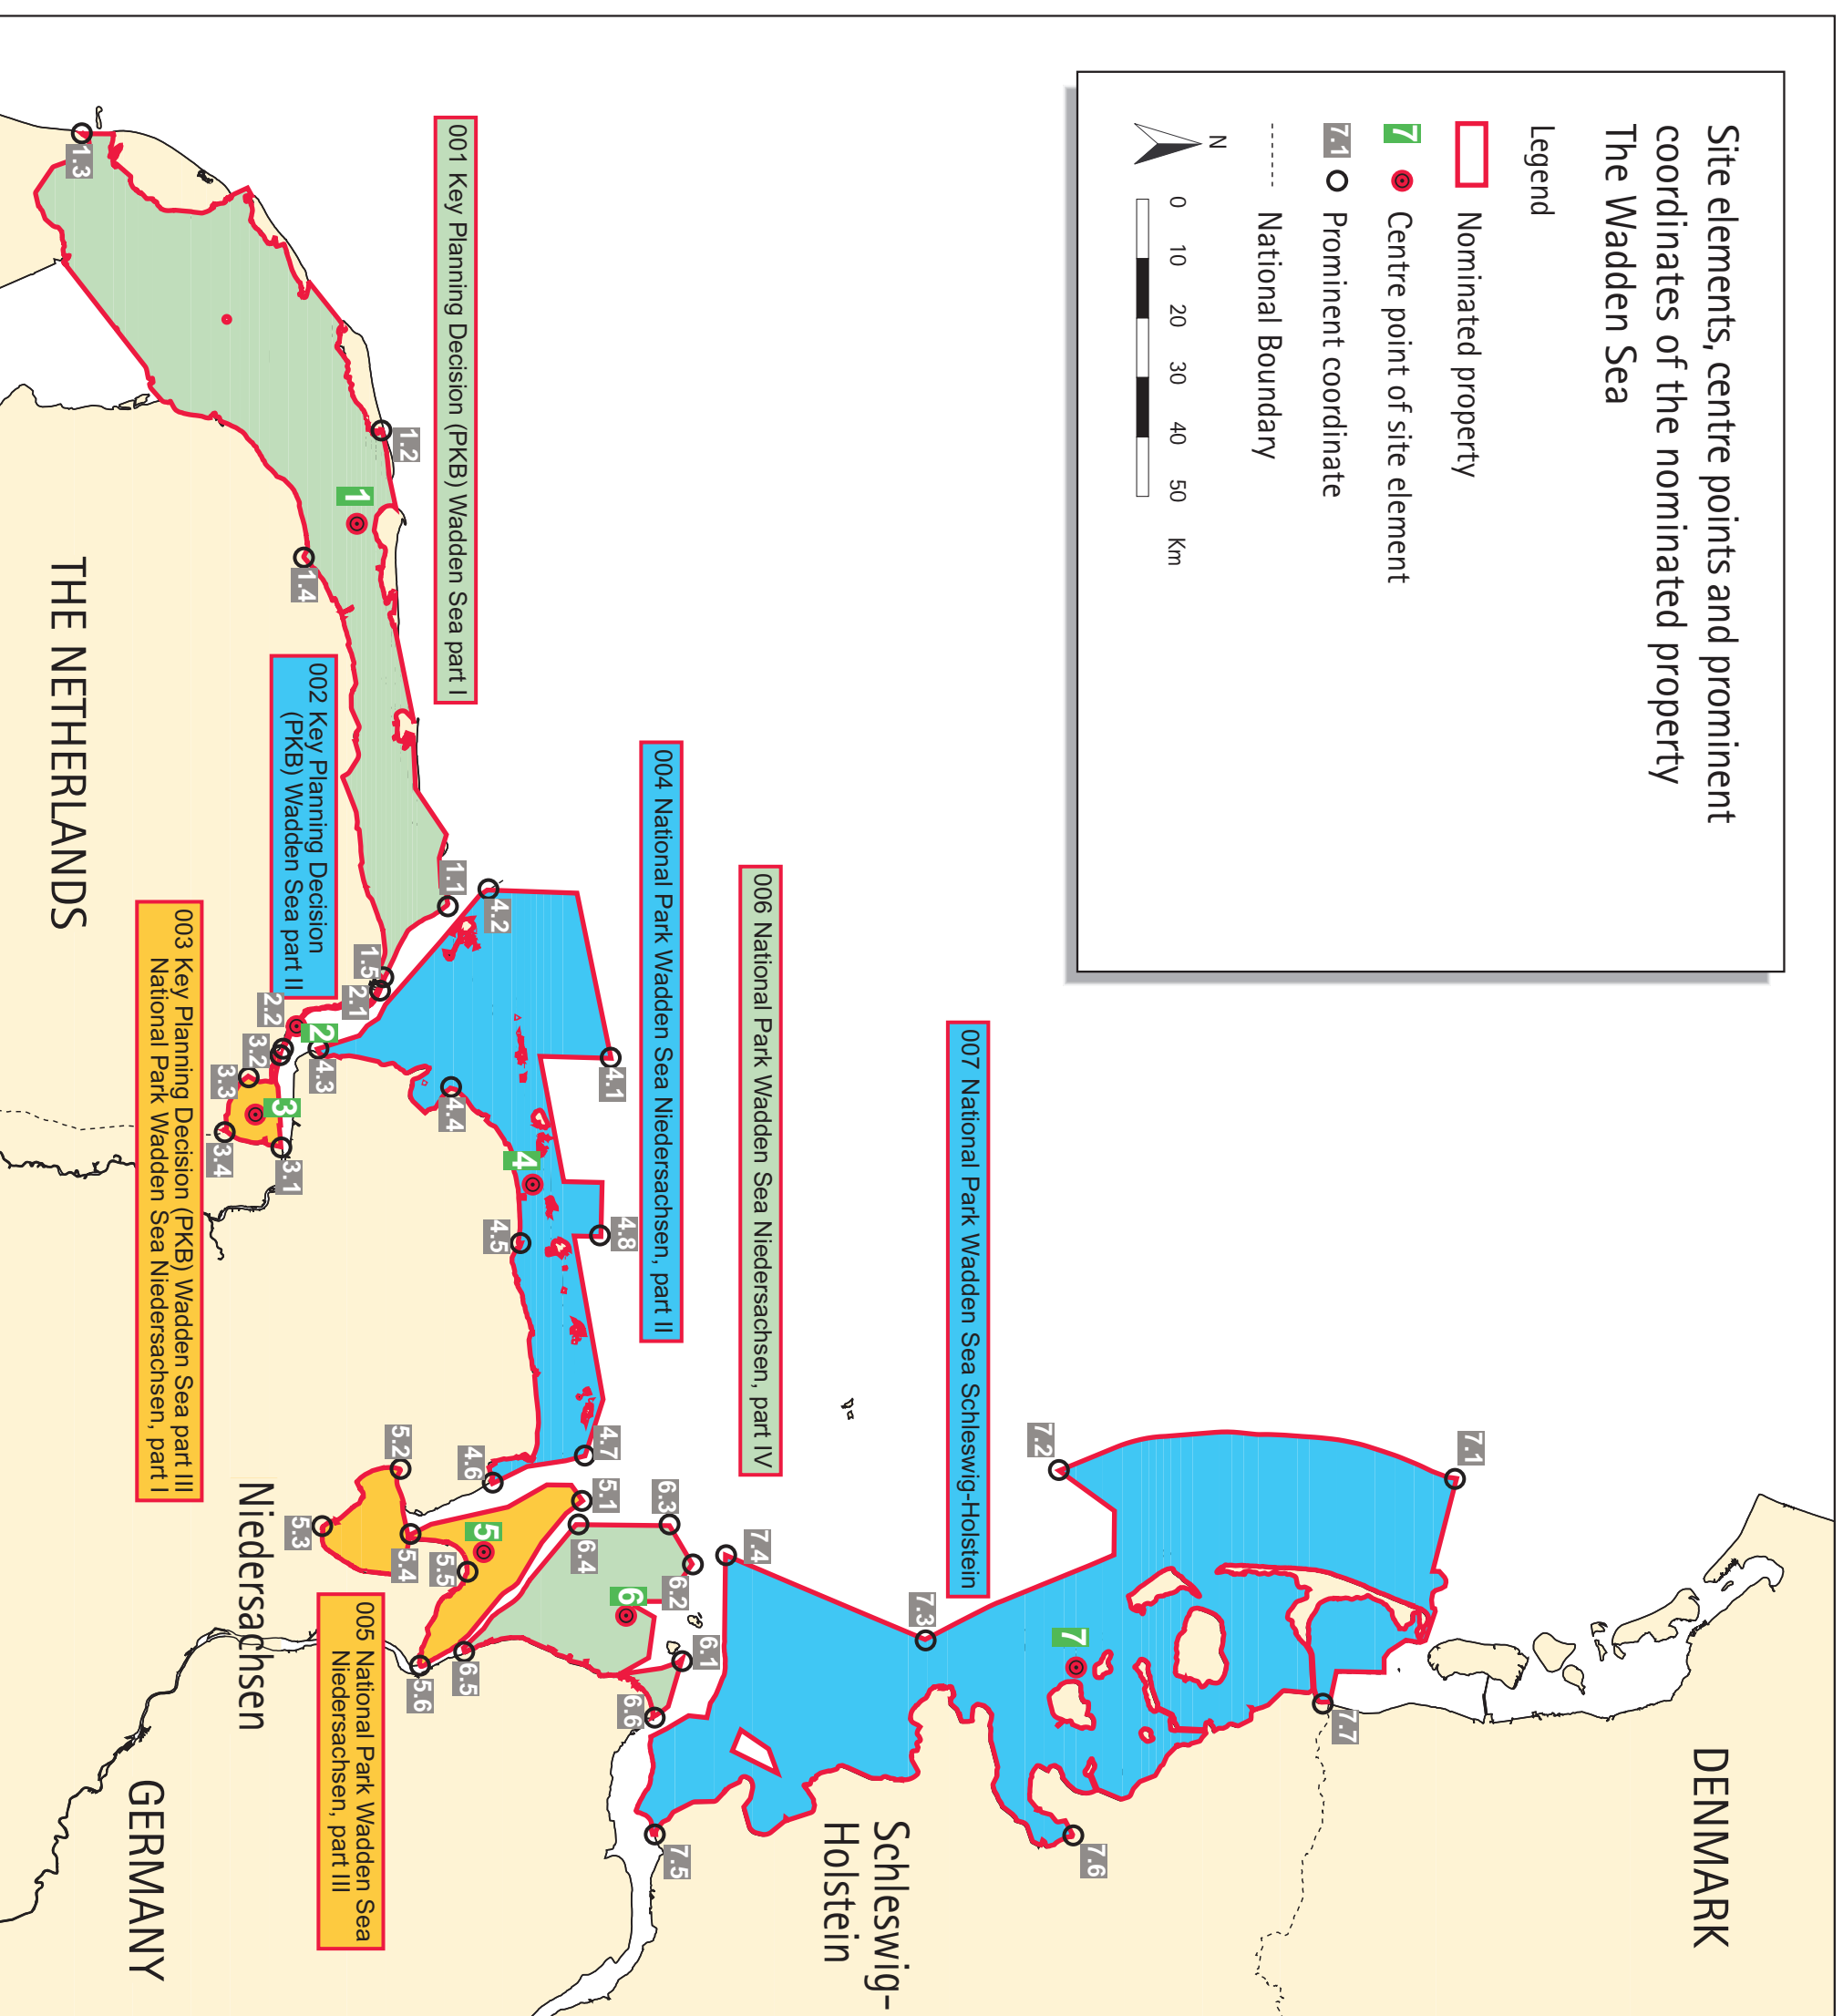 Site elements, centre points and prominent
coordinates of the nominated property
The Wadden Sea
Legend
Nominated property
7 Centre point of site element
7.1 Prominent coordinate
National Boundary
N
0 10 20 30 40 50 Km
DENMARK
7.1
7.7
7.2
7
7.6
007 National Park Wadden Sea Schleswig-Holstein
7.3
Schleswig-
Holstein
006 National Park Wadden Sea Niedersachsen, part IV
7.4
6.1
6.3
6.2
7.5
004 National Park Wadden Sea Niedersachsen, part II
4.1
4.8
4.7
5.1
6
6.6
6.4
4
4.2
4.5
4.6
5
5.5
6.5
001 Key Planning Decision (PKB) Wadden Sea part I
1.2
1.1
4.4
5.2
5.4
5.6
1
1.5
2.1
005 National Park Wadden Sea
Niedersachsen, part III
1.4
002 Key Planning Decision
(PKB) Wadden Sea part II
2
4.3
2.2
3.2
3
3.1
3.3
3.4
5.3
Niedersachsen
003 Key Planning Decision (PKB) Wadden Sea part III
National Park Wadden Sea Niedersachsen, part I
GERMANY
1.3
THE NETHERLANDS